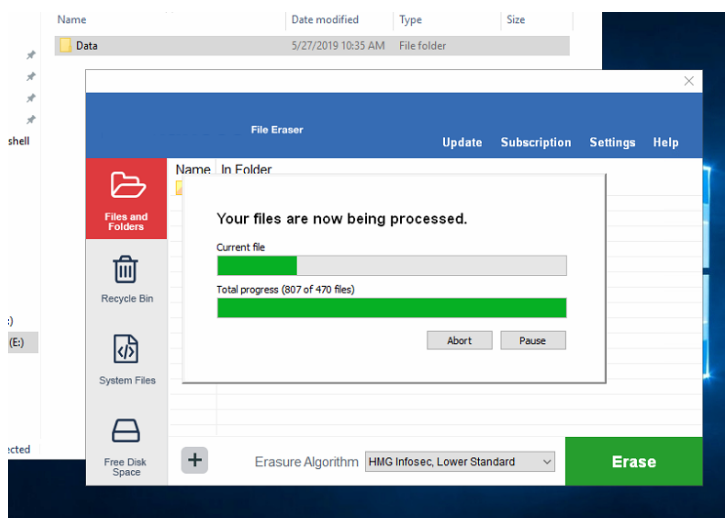 Name Date modified Type Size
Data 5/27/2019 10:35 AM File folder
shell
File Eraser
Update Subscription Settings Help
Name In Folder
Files and
Folders
Your files are now being processed.
Current file
Total progress (807 of 470 files)
Abort Pause
Recycle Bin
:)
(E:)
System Files
ected
Free Disk
Space
+ Erasure Algorithm HMG Infosec, Lower Standard Erase